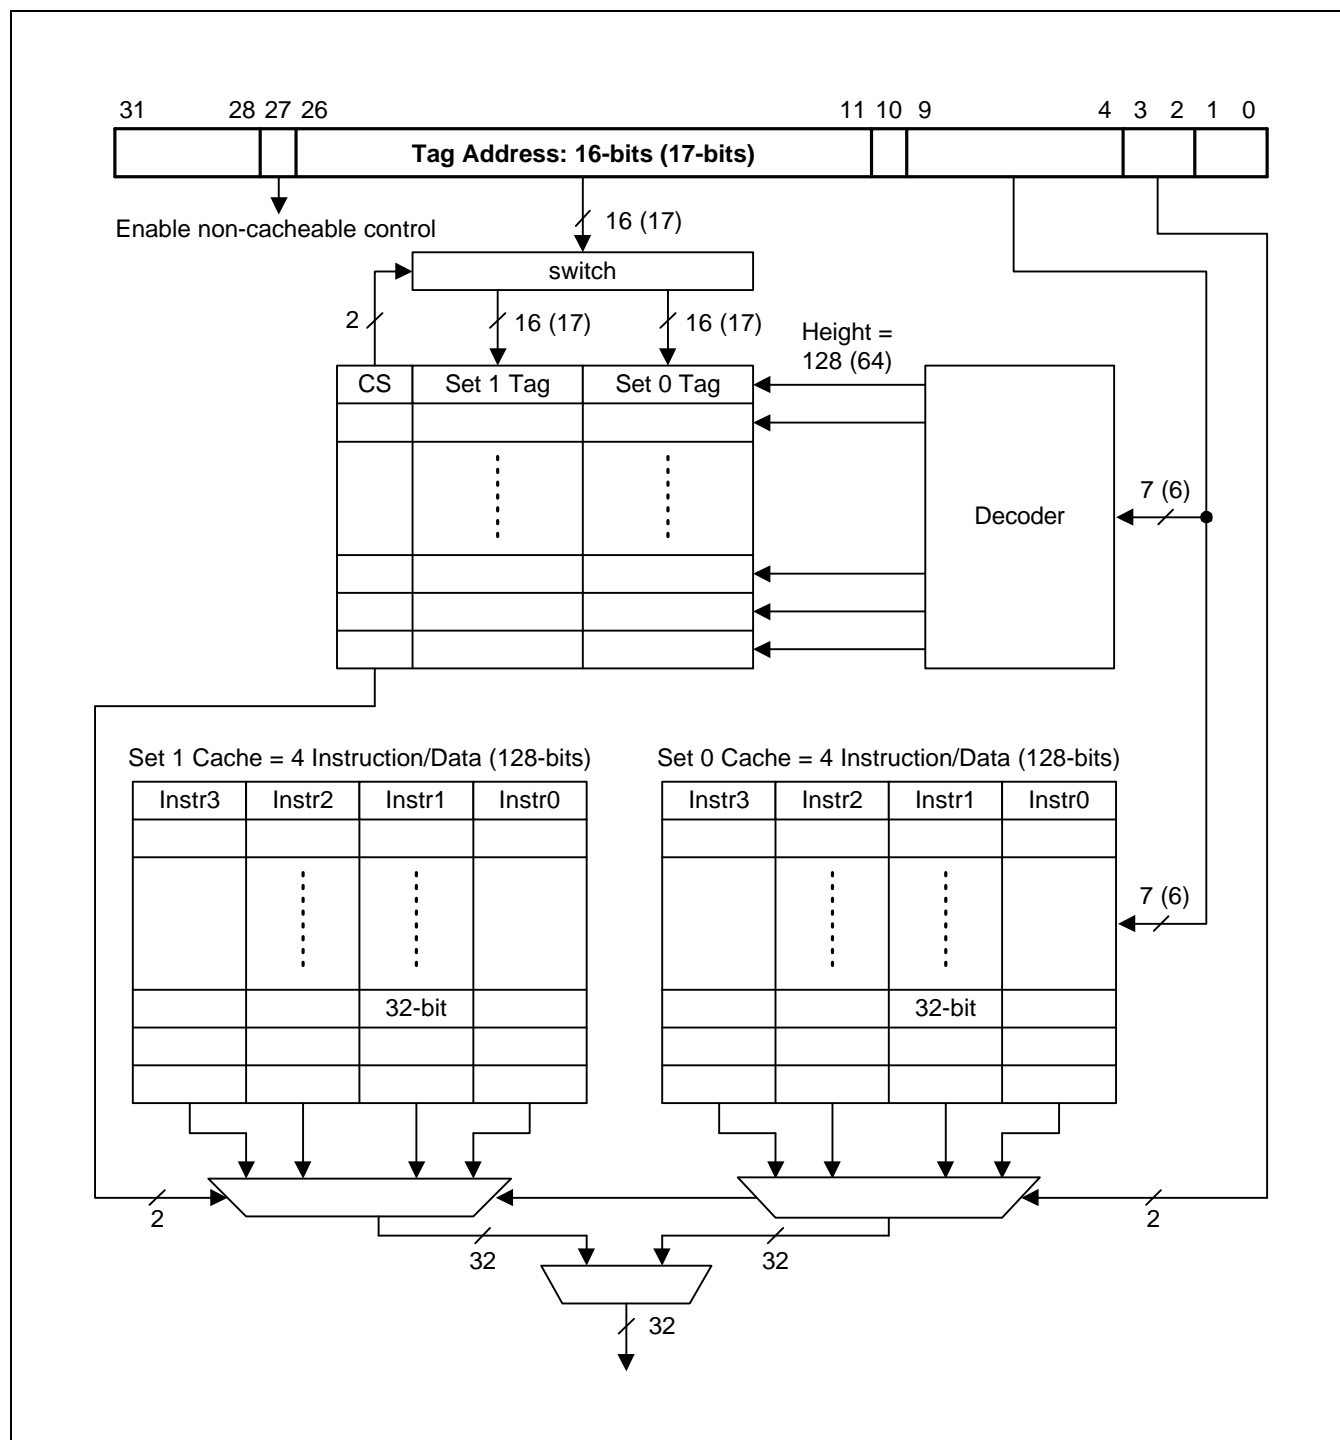 31 28 27 26 11 10 9 4 3 2 1 0
Tag Address: 16-bits (17-bits)
Enable non-cacheable control
16 (17)
switch
2
16 (17)
16 (17)
Height =
128 (64)
CS Set 1 Tag Set 0 Tag
7 (6)
Decoder
Set 1 Cache = 4 Instruction/Data (128-bits)
Set 0 Cache = 4 Instruction/Data (128-bits)
Instr3 Instr2 Instr1 Instr0
Instr3 Instr2 Instr1 Instr0
7 (6)
32-bit
32-bit
2
2
32
32
32